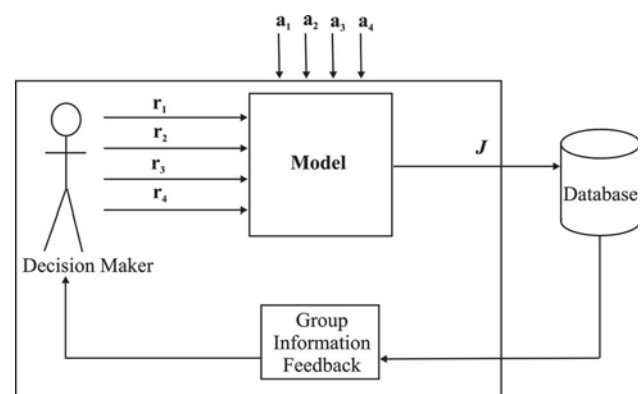 a₁ a₂ a₃ a₄
r₁
r₂
r₃
r₄
Model
J
Database
Decision Maker
Group
Information
Feedback